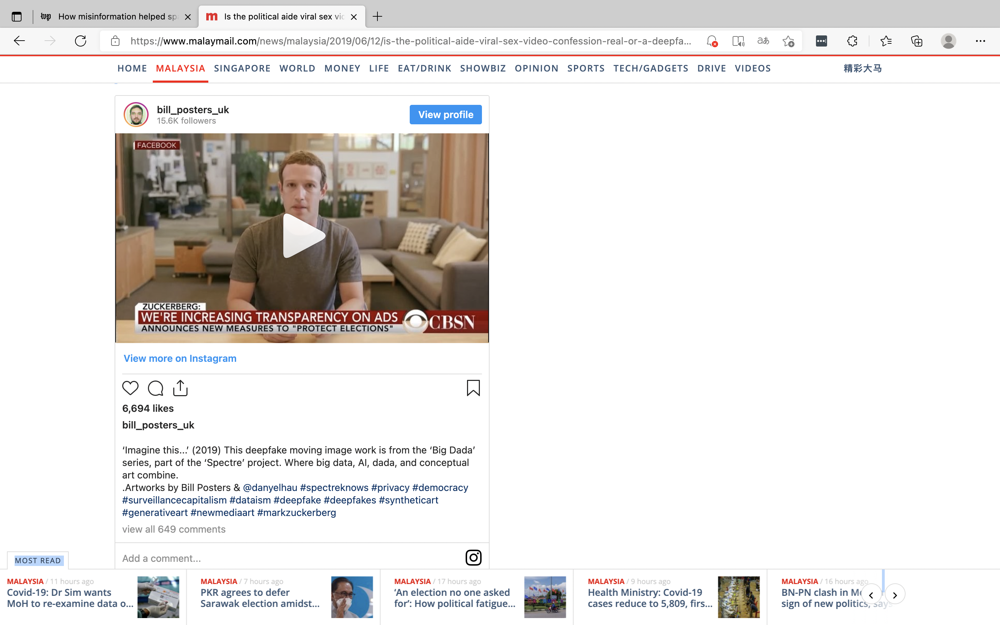 How misinformation helped sp
Is the political aide viral sex vic
https://www.malaymail.com/news/malaysia/2019/06/12/is-the-political-aide-viral-sex-video-confession-real-or-a-deepfa...
HOME MALAYSIA SINGAPORE WORLD MONEY LIFE EAT/DRINK SHOWBIZ OPINION SPORTS TECH/GADGETS DRIVE VIDEOS 精彩大马
bill_posters_uk
15.6K followers
View profile
FACEBOOK
ZUCKERBERG:
WE'RE INCREASING TRANSPARENCY ON ADS
ANNOUNCES NEW MEASURES TO "PROTECT ELECTIONS"
CBSN
View more on Instagram
6,694 likes
bill_posters_uk
‘Imagine this...’ (2019) This deepfake moving image work is from the ‘Big Dada’
series, part of the ‘Spectre’ project. Where big data, AI, dada, and conceptual
art combine.
.Artworks by Bill Posters & @danyelhau #spectreknows #privacy #democracy
#surveillancecapitalism #dataism #deepfake #deepfakes #syntheticart
#generativeart #newmediaart #markzuckerberg
view all 649 comments
Add a comment...
MOST READ
MALAYSIA / 11 hours ago
Covid-19: Dr Sim wants
MoH to re-examine data o...
MALAYSIA / 7 hours ago
PKR agrees to defer
Sarawak election amidst...
MALAYSIA / 17 hours ago
‘An election no one asked
for’: How political fatigue...
MALAYSIA / 9 hours ago
Health Ministry: Covid-19
cases reduce to 5,809, firs...
MALAYSIA / 16 hours ago
BN-PN clash in
sign of new politics, says